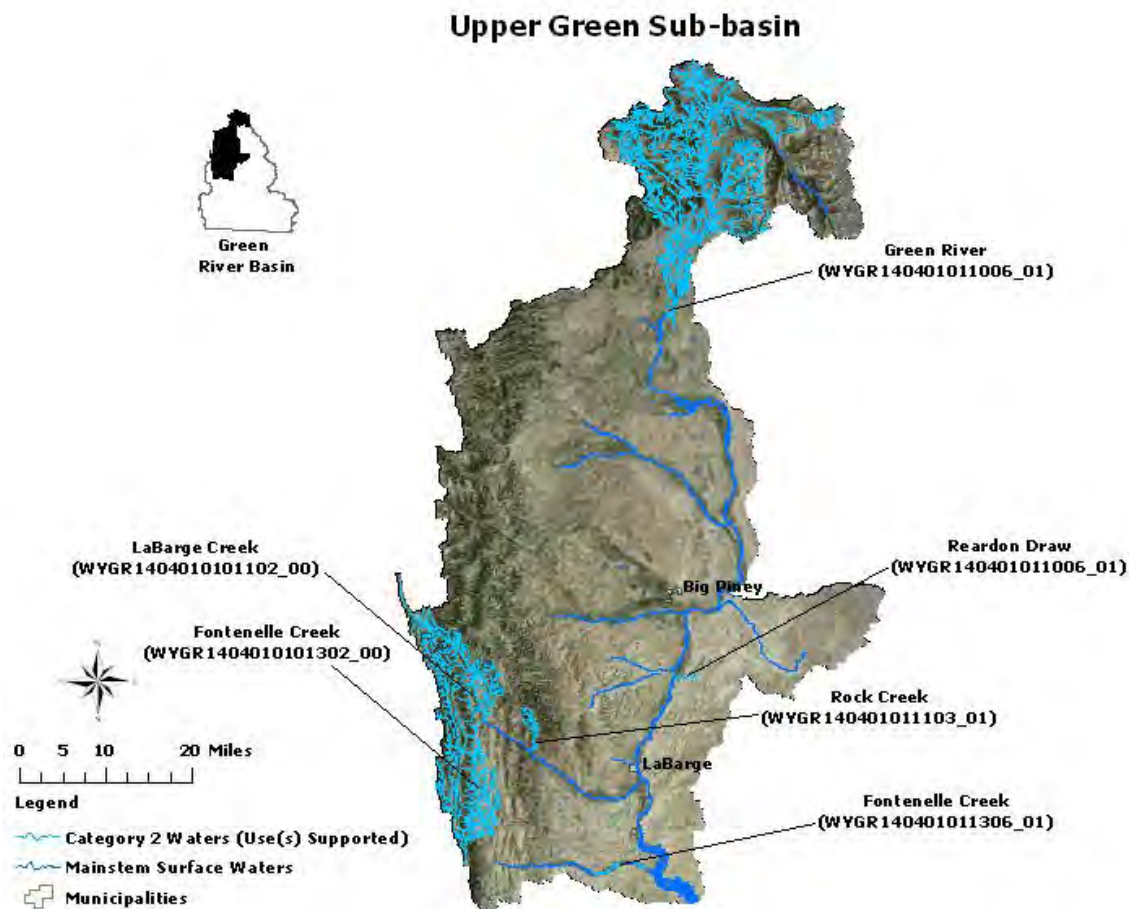 Upper Green Sub-basin
Green
River Basin
Green River
(WYGR140401011006_01)
LaBarge Creek
(WYGR1404010101102_00)
Reardon Draw
(WYGR140401011006_01)
Big Piney
Fontenelle Creek
(WYGR1404010101302_00)
Rock Creek
(WYGR140401011103_01)
0 5 10 20 Miles
LaBarge
Legend
Fontenelle Creek
(WYGR140401011306_01)
Category 2 Waters (Use(s) Supported)
Mainstem Surface Waters
Municipalities